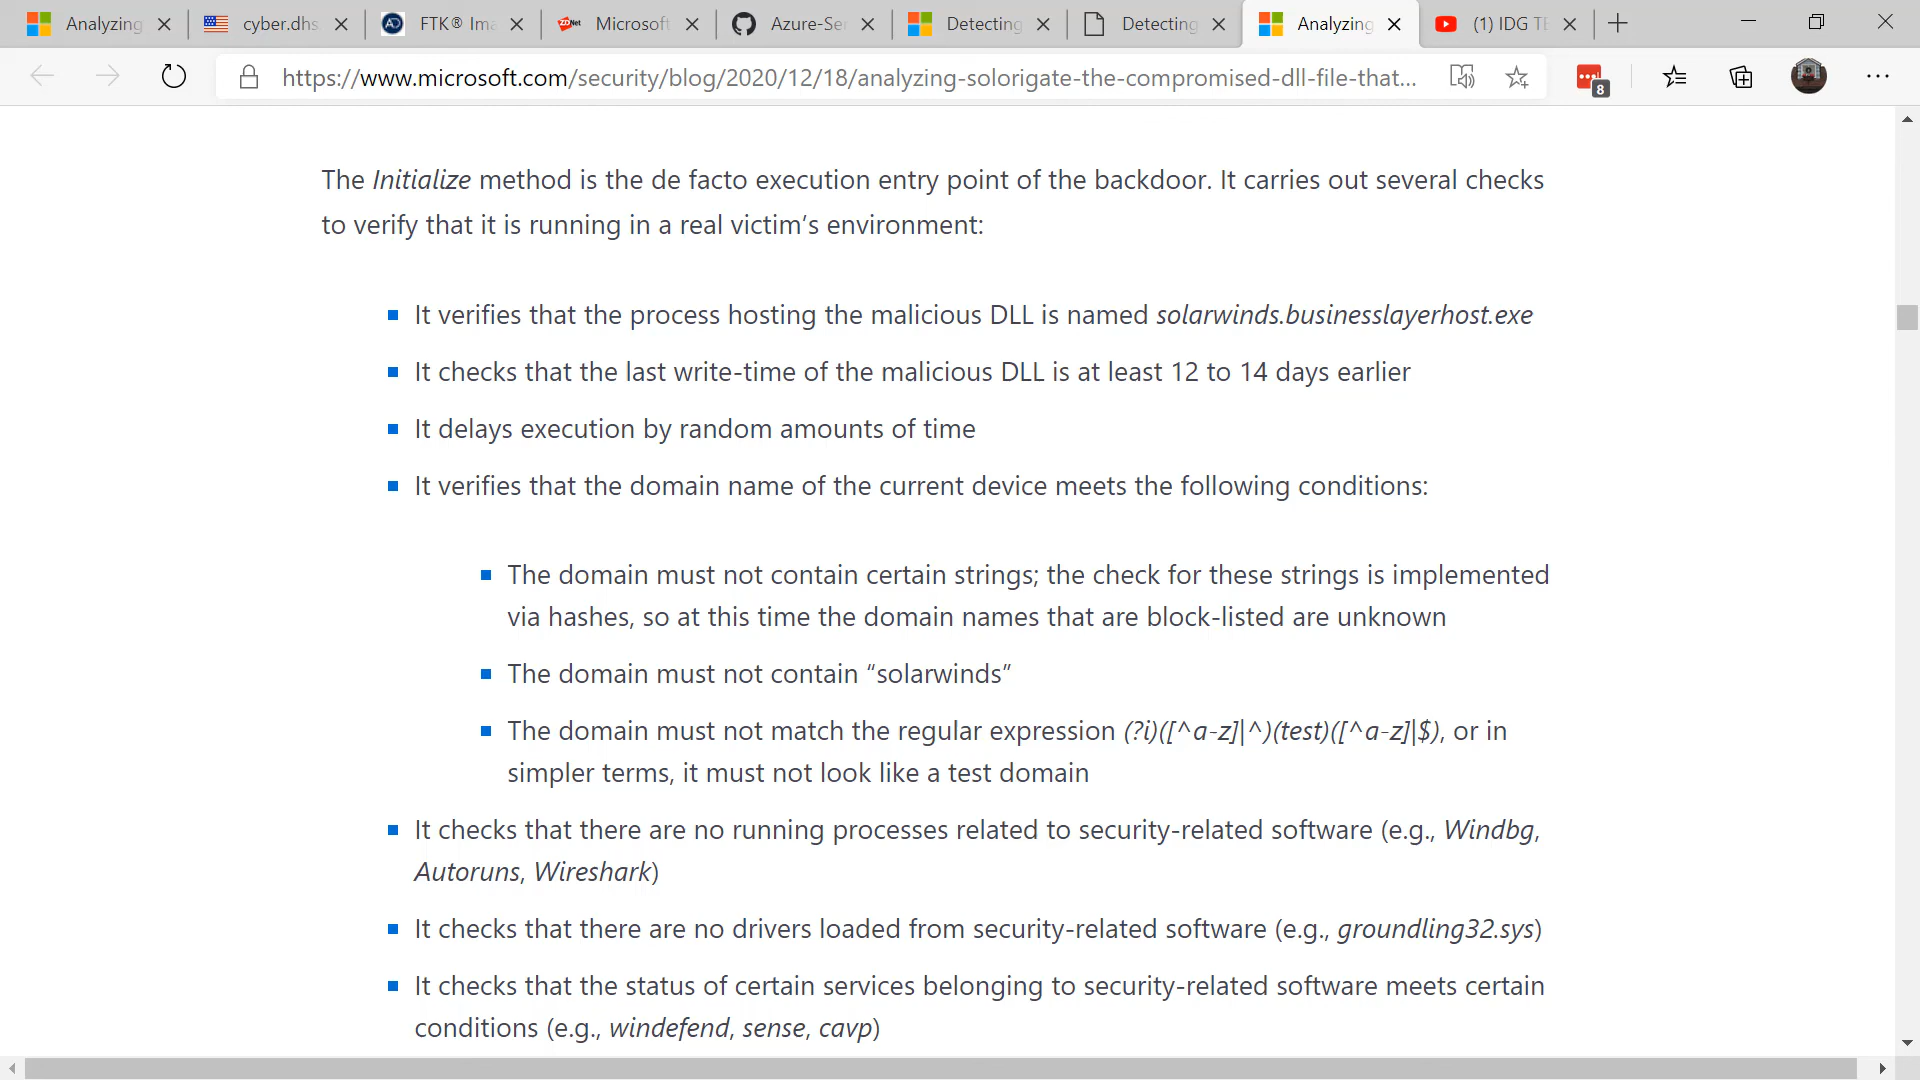 Analyzing
cyber.dhs
FTK® Ima
ZDNet
Microsoft
Azure-Se
Detecting
Detecting
Analyzing
(1) IDG T
https://www.microsoft.com/security/blog/2020/12/18/analyzing-solorigate-the-compromised-dll-file-that...
8
The Initialize method is the de facto execution entry point of the backdoor. It carries out several checks
to verify that it is running in a real victim’s environment:
It verifies that the process hosting the malicious DLL is named solarwinds.businesslayerhost.exe
It checks that the last write-time of the malicious DLL is at least 12 to 14 days earlier
It delays execution by random amounts of time
It verifies that the domain name of the current device meets the following conditions:
The domain must not contain certain strings; the check for these strings is implemented
via hashes, so at this time the domain names that are block-listed are unknown
The domain must not contain “solarwinds”
The domain must not match the regular expression (?i)([^a-z]|^)(test)([^a-z]|$), or in
simpler terms, it must not look like a test domain
It checks that there are no running processes related to security-related software (e.g., Windbg,
Autoruns, Wireshark)
It checks that there are no drivers loaded from security-related software (e.g., groundling32.sys)
It checks that the status of certain services belonging to security-related software meets certain
conditions (e.g., windefend, sense, cavp)